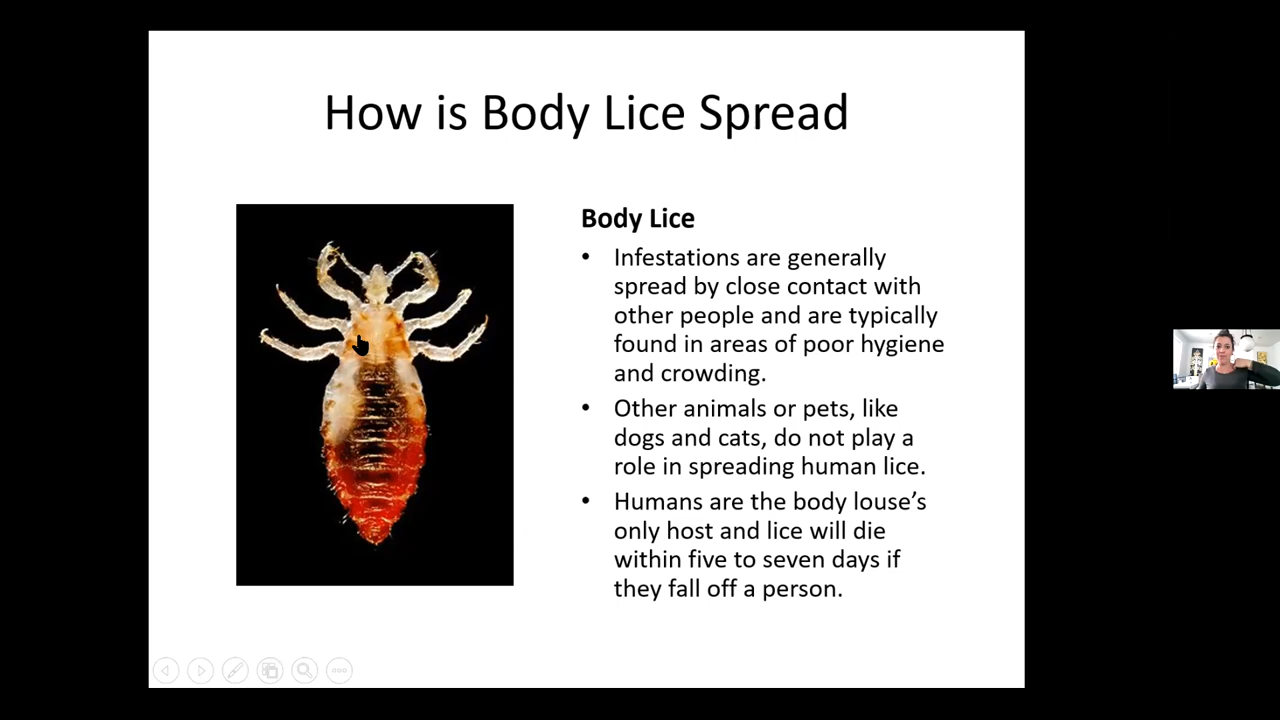 How is Body Lice Spread
Body Lice
• Infestations are generally
spread by close contact with
other people and are typically
found in areas of poor hygiene
and crowding.
• Other animals or pets, like
dogs and cats, do not play a
role in spreading human lice.
• Humans are the body louse’s
only host and lice will die
within five to seven days if
they fall off a person.